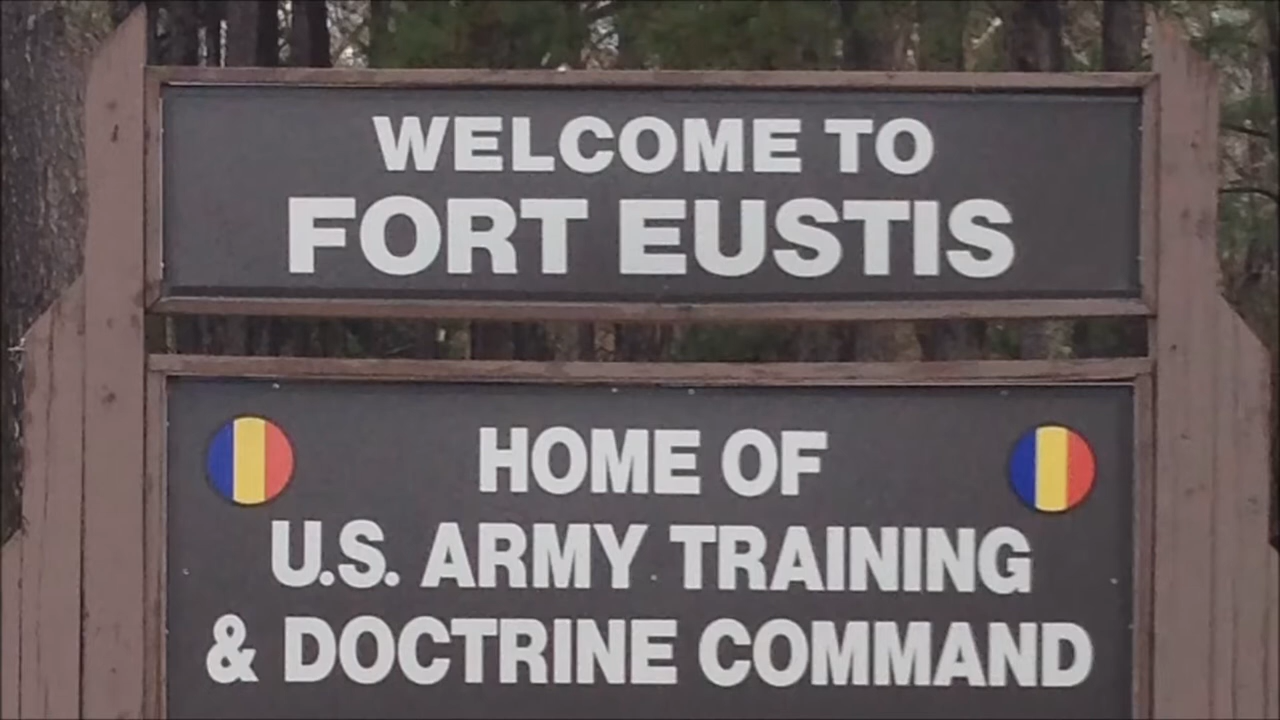 WELCOME TO
FORT EUSTIS
HOME OF
U.S. ARMY TRAINING
& DOCTRINE COMMAND